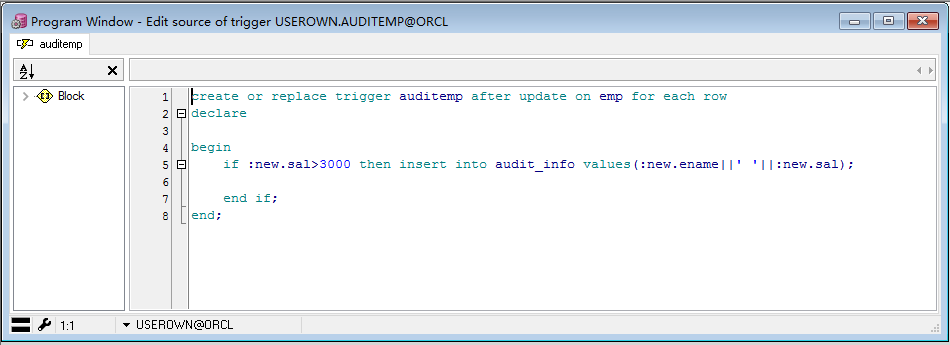 Program Window - Edit source of trigger USEROWN.AUDITEMP@ORCL
auditemp
AZ
Block
1 create or replace trigger auditemp after update on emp for each row
2 declare
3
4 begin
5 if :new.sal>3000 then insert into audit_info values(:new.ename||' '||:new.sal);
6
7 end if;
8 end;
1:1 USEROWN@ORCL